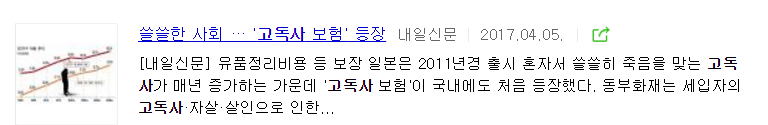 쓸쓸한 사회 … '고독사 보험' 등장 내일신문 2017.04.05.
[내일신문] 유품정리비용 등 보장 일본은 2011년경 출시 혼자서 쓸쓸히 죽음을 맞는 고독
사가 매년 증가하는 가운데 '고독사 보험'이 국내에도 처음 등장했다. 동부화재는 세입자의
고독사·자살·살인으로 인한...